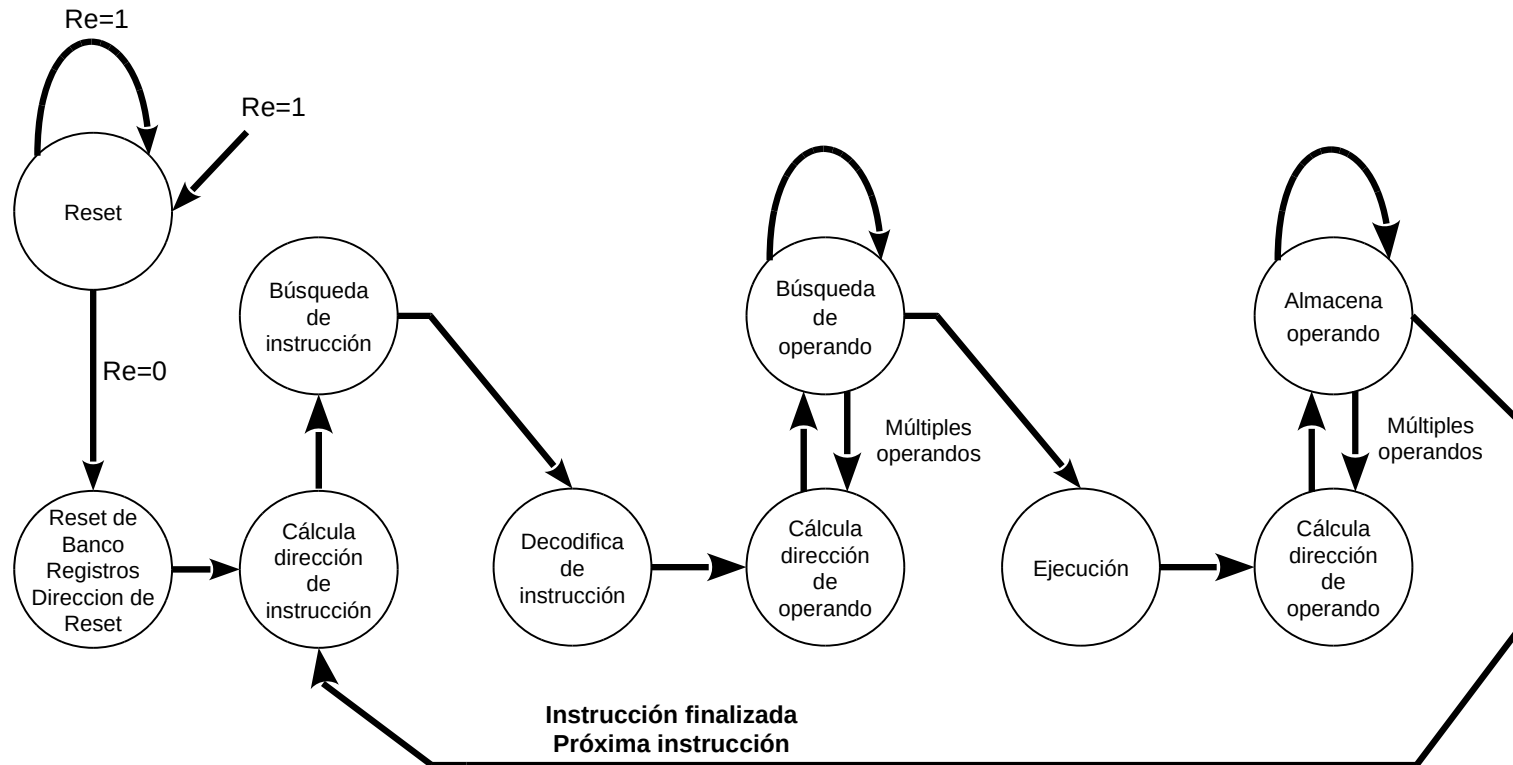 Re=1
Re=1
Reset
Re=0
Reset de
Banco
Registros
Direccion de
Reset
Búsqueda
de
instrucción
Cálcula
dirección
de
instrucción
Decodifica
de
instrucción
Búsqueda
de
operando
Múltiples
operandos
Cálcula
dirección
de
operando
Ejecución
Almacena
operando
Múltiples
operandos
Cálcula
dirección
de
operando
Instrucción finalizada
Próxima instrucción